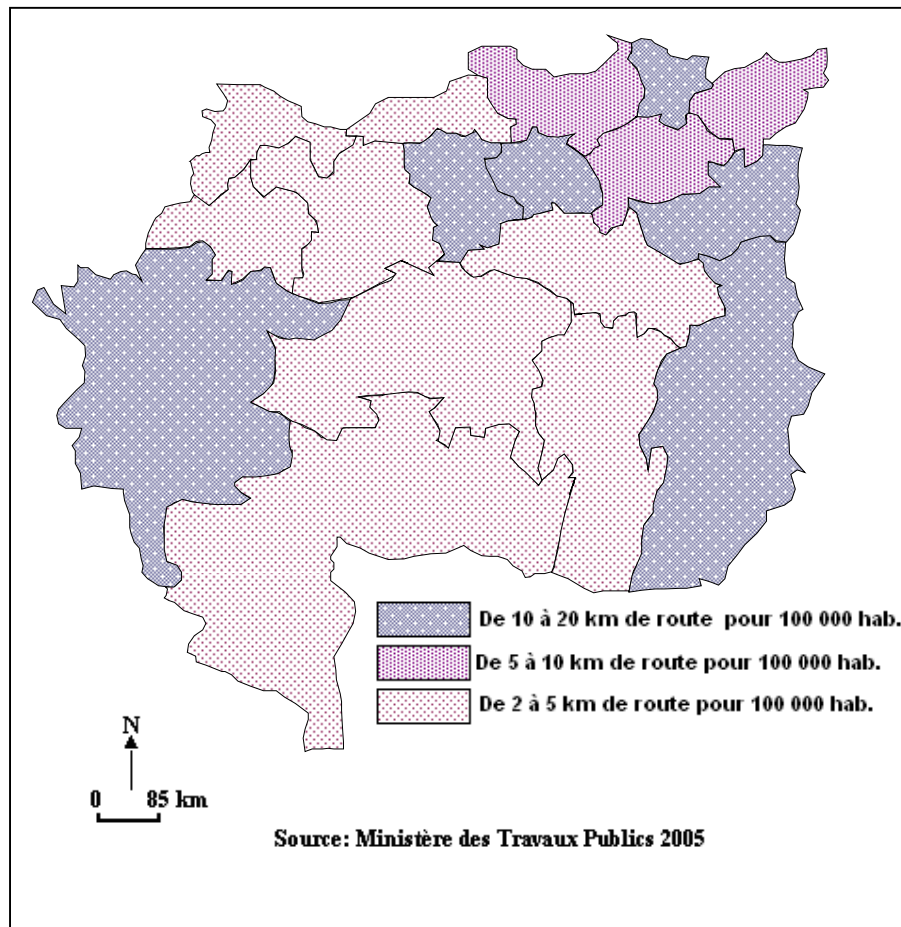 De 10 à 20 km de route pour 100 000 hab.
De 5 à 10 km de route pour 100 000 hab.
De 2 à 5 km de route pour 100 000 hab.
N
0 85 km
Source: Ministère des Travaux Publics 2005